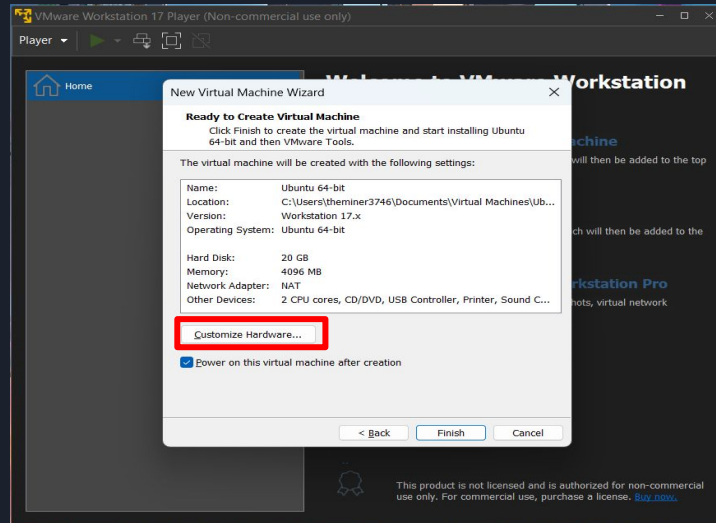 VMware Workstation 17 Player (Non-commercial use only)
Player
Home
Workstation
New Virtual Machine Wizard
Ready to Create Virtual Machine
Click Finish to create the virtual machine and start installing Ubuntu
64-bit and then VMware Tools.
The virtual machine will be created with the following settings:
Name: Ubuntu 64-bit
Location: C:\Users\theminer3746\Documents\Virtual Machines\Ub...
Version: Workstation 17.x
Operating System: Ubuntu 64-bit
Hard Disk: 20 GB
Memory: 4096 MB
Network Adapter: NAT
Other Devices: 2 CPU cores, CD/DVD, USB Controller, Printer, Sound C...
Customize Hardware...
Power on this virtual machine after creation
< Back
Finish
Cancel
achine
will then be added to the top
ch will then be added to the
rkstation Pro
hots, virtual network
This product is not licensed and is authorized for non-commercial
use only. For commercial use, purchase a license. Buy now.